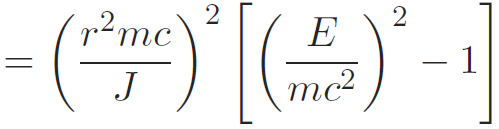 $= \left( \frac{r^2 mc}{J} \right)^2 \left[ \left( \frac{E}{mc^2} \right)^2 - 1 \right]$